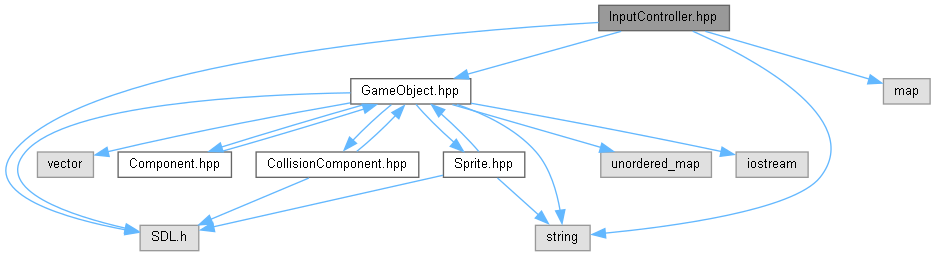 InputController.hpp
GameObject.hpp
map
vector
Component.hpp
CollisionComponent.hpp
Sprite.hpp
unordered_map
iostream
SDL.h
string